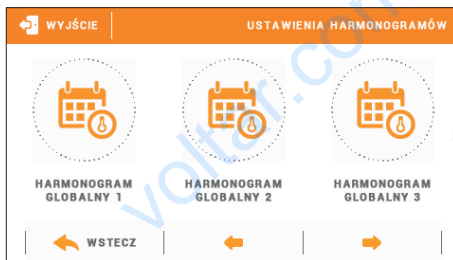 WYJŚCIE
USTAWIENIA HARMONOGRAMÓW
HARMONOGRAM
GLOBALNY 1
HARMONOGRAM
GLOBALNY 2
HARMONOGRAM
GLOBALNY 3
WSTECZ
voltar.com